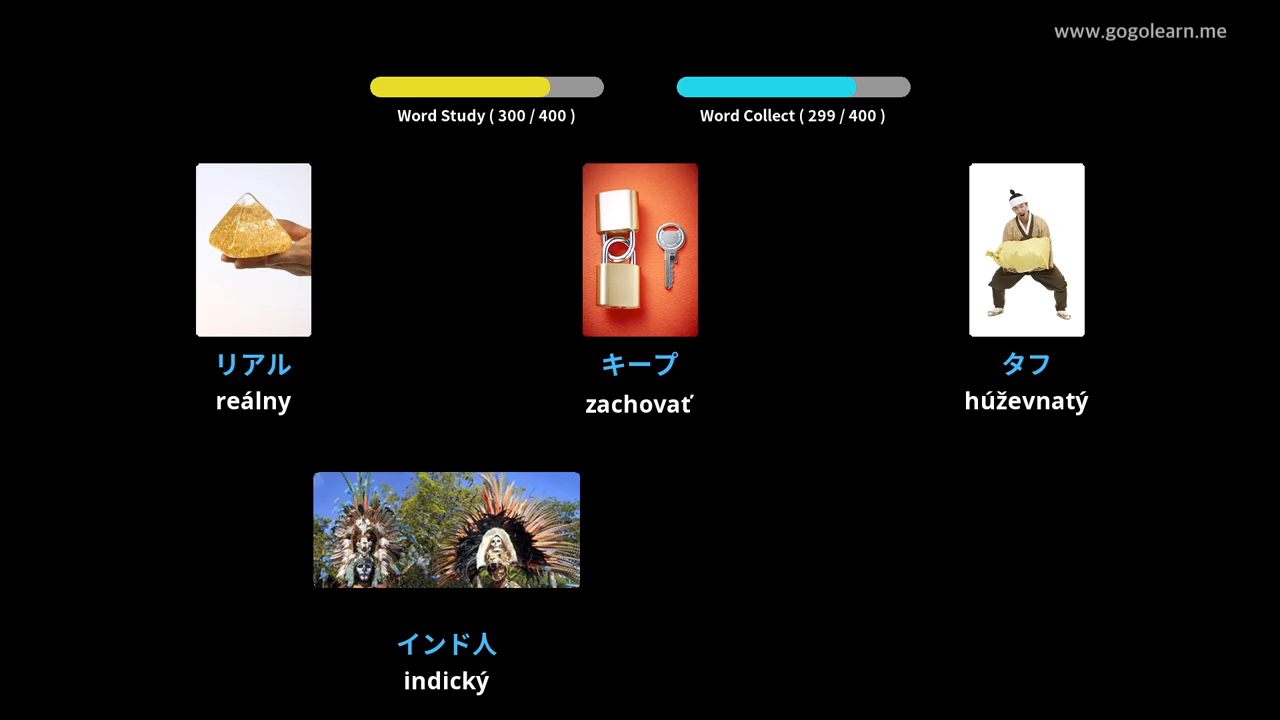 www.gogolearn.me
Word Study ( 300 / 400 )
Word Collect ( 299 / 400 )
リアル
reálny
キープ
zachovať
タフ
húževnatý
インド人
indický